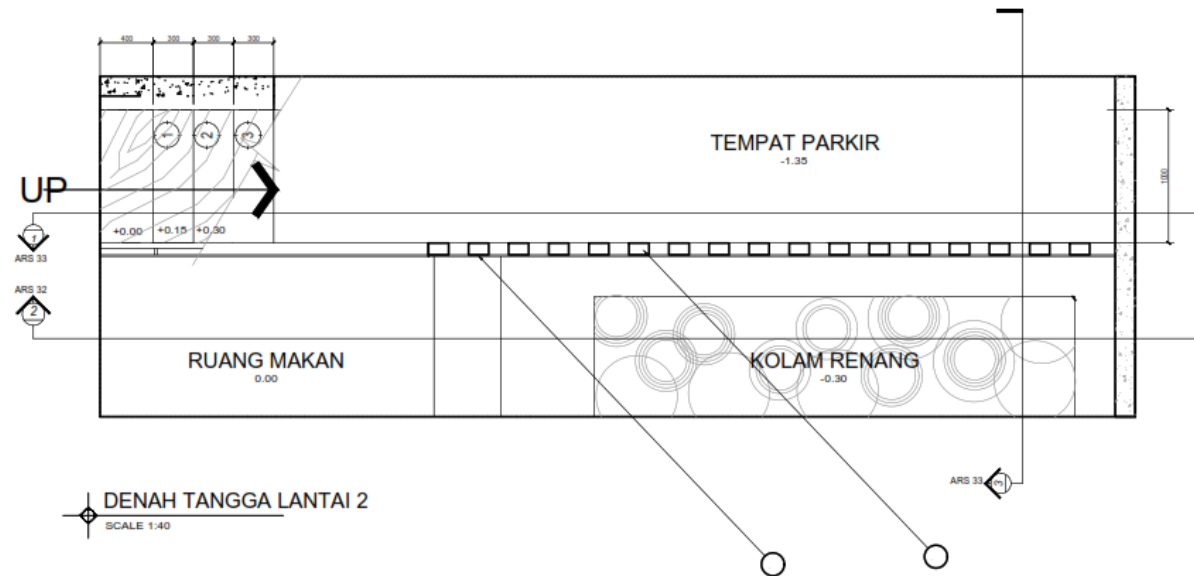 400 300 300 300
1 2 3
TEMPAT PARKIR
-1.35
1000
UP
+0.00 +0.15 +0.30
1
ARS 33
ARS 32
2
RUANG MAKAN
0.00
KOLAM RENANG
-0.30
ARS 33 3
DENAH TANGGA LANTAI 2
SCALE 1:40